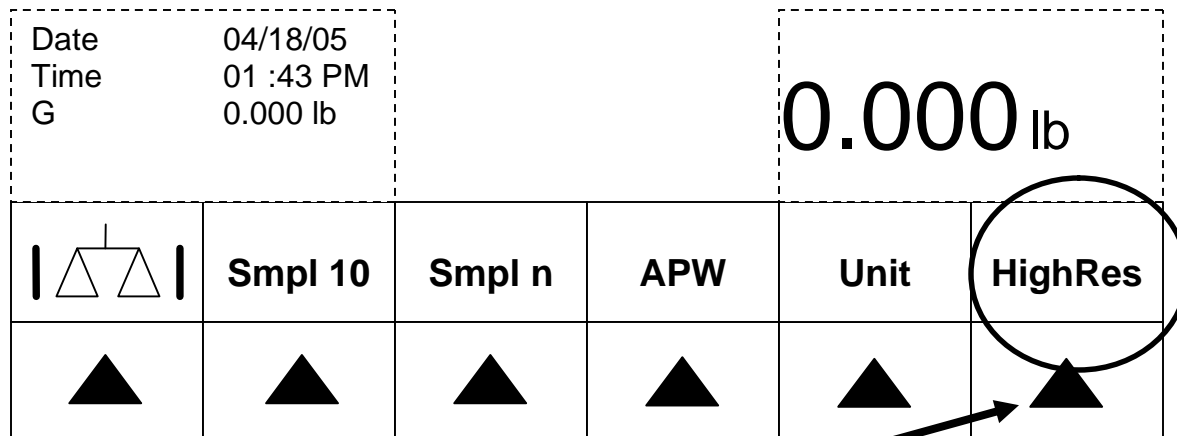 Date 04/18/05
Time 01 :43 PM
G 0.000 lb
0.000 lb
Smpl 10 Smpl n APW Unit HighRes